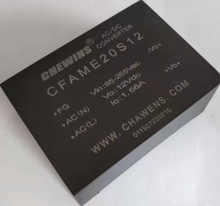 CHEWINS AC/DC CONVERTER
CFAME20S12
-Vo•
•FG
Vin:85-265VAC
•AC(N)
Vo:12Vdc
+Vo•
•AC(L)
Io:1.66A
WWW.CHAWENS.COM